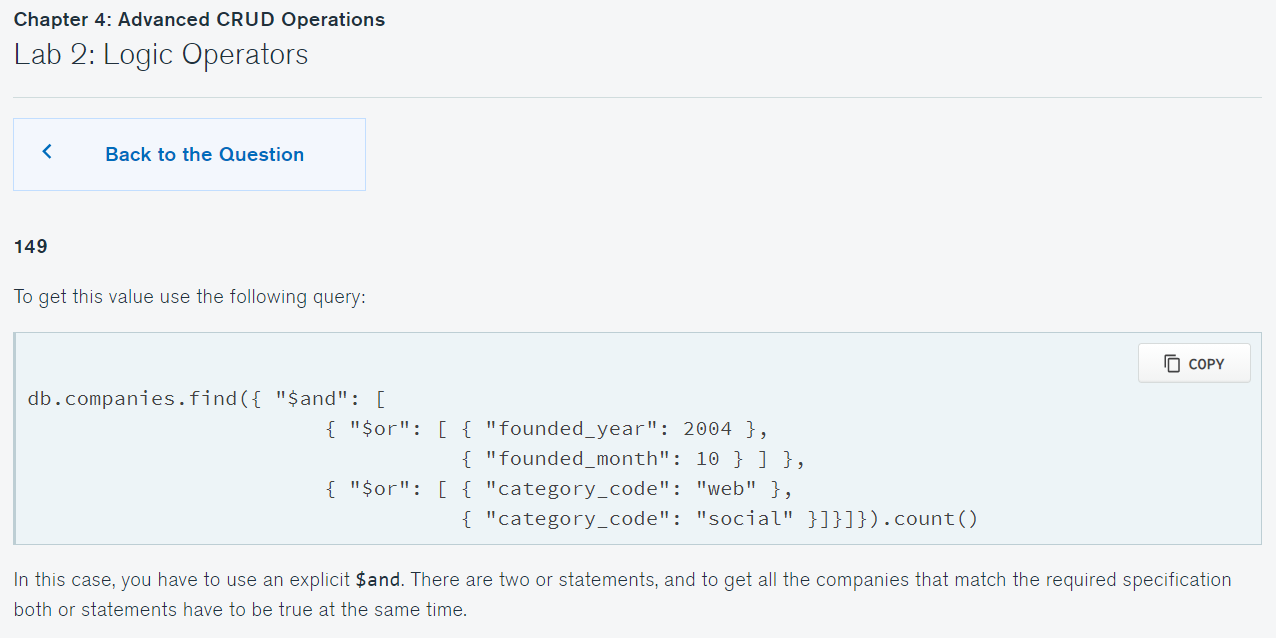 Chapter 4: Advanced CRUD Operations
Lab 2: Logic Operators
Back to the Question
149
To get this value use the following query:
COPY
db.companies.find({ "$and": [
                        { "$or": [ { "founded_year": 2004 },
                                   { "founded_month": 10 } ] },
                        { "$or": [ { "category_code": "web" },
                                   { "category_code": "social" }]}]}).count()
In this case, you have to use an explicit $and. There are two or statements, and to get all the companies that match the required specification
both or statements have to be true at the same time.